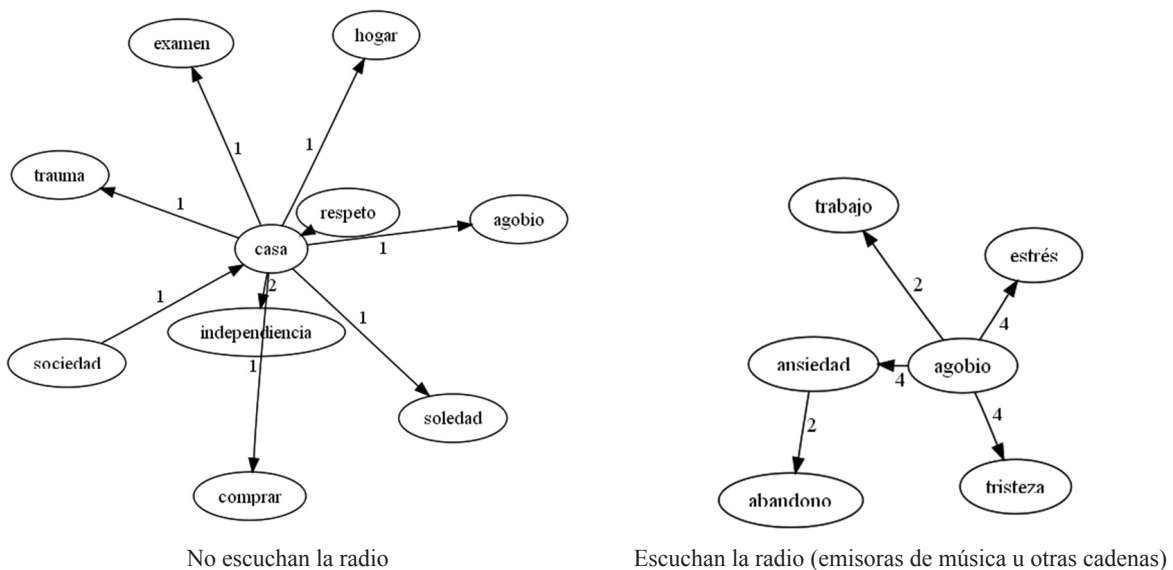 examen
hogar
1
1
trauma
1
respeto
agobio
casa
1
1
2
1
independiencia
sociedad
1
soledad
comprar
No escuchan la radio
trabajo
estrés
2
4
ansiedad
agobio
4
2
4
abandono
tristeza
Escuchan la radio (emisoras de música u otras cadenas)